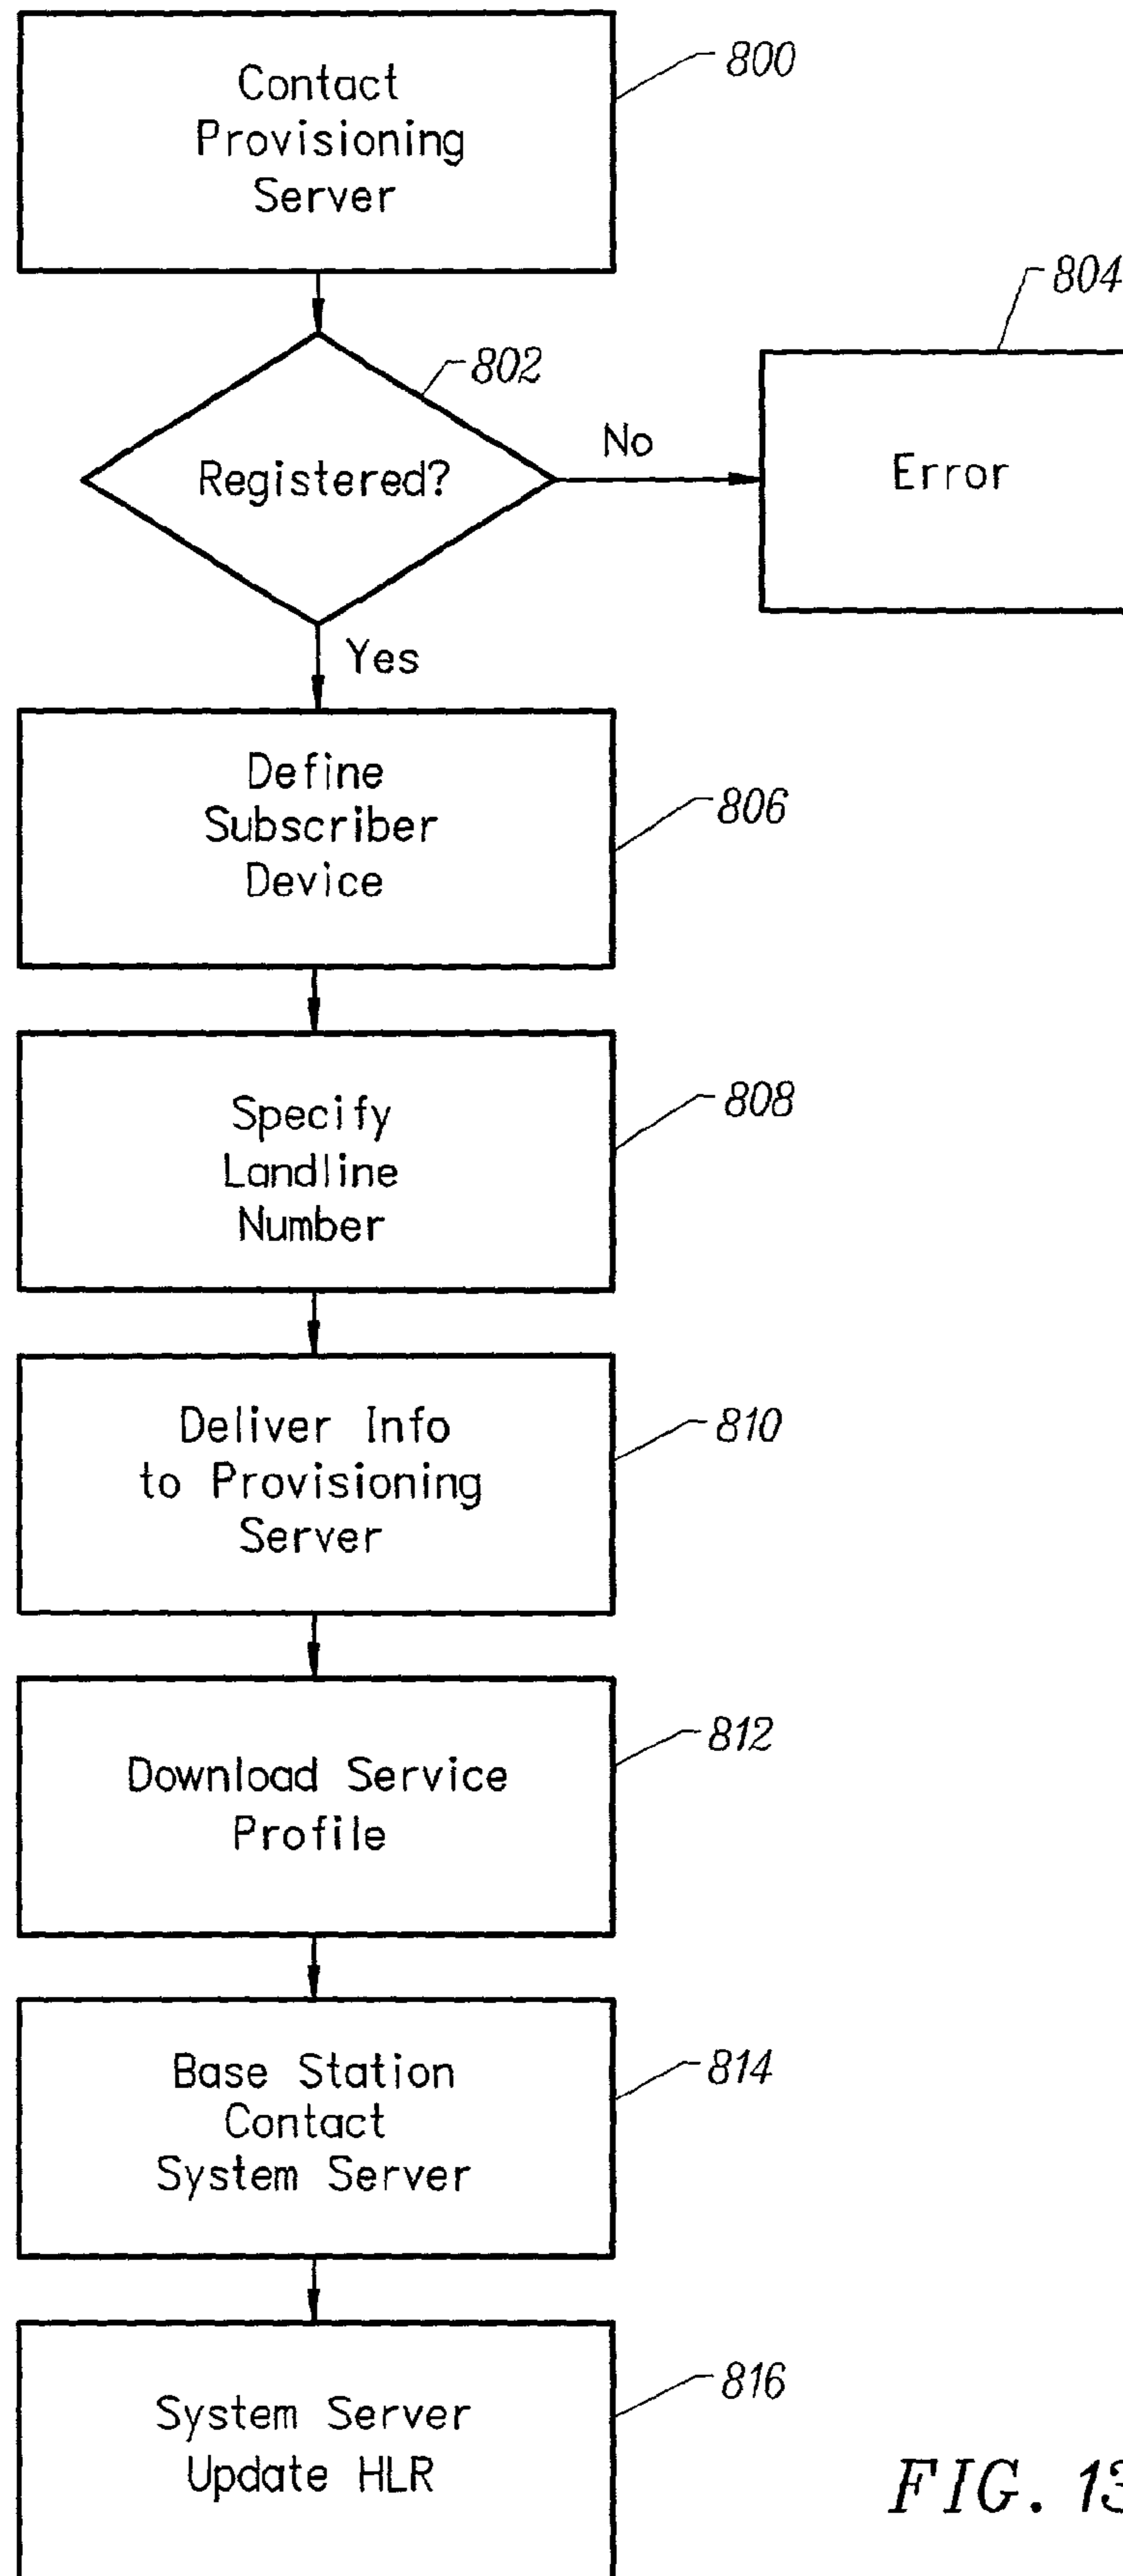 Contact
Provisioning
Server
800
804
802
Registered?
No
Error
Yes
Define
Subscriber
Device
806
Specify
Landline
Number
808
Deliver Info
to Provisioning
Server
810
Download Service
Profile
812
Base Station
Contact
System Server
814
System Server
Update HLR
816
FIG. 13